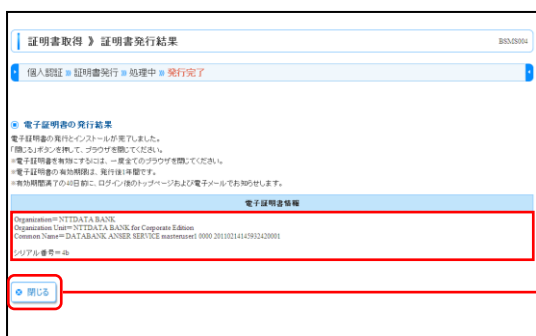 証明書取得 》 証明書発行結果
BSMS004
個人認証 » 証明書発行 » 処理中 » 発行完了
電子証明書の発行結果
電子証明書の発行とインストールが完了しました。
「閉じる」ボタンを押して、ブラウザを閉じてください。
※電子証明書を有効にするには、一度全てのブラウザを閉じてください。
※電子証明書の有効期限は、発行後1年間です。
※有効期間満了の40日前に、ログイン後のトップページおよび電子メールでお知らせします。
電子証明書情報
Organization=NTTDATA BANK
Organization Unit=NTTDATA BANK for Corporate Edition
Common Name=DATABANK ANSER SERVICE masteruser1 0000 20110214145932420001
シリアル番号=4b
閉じる